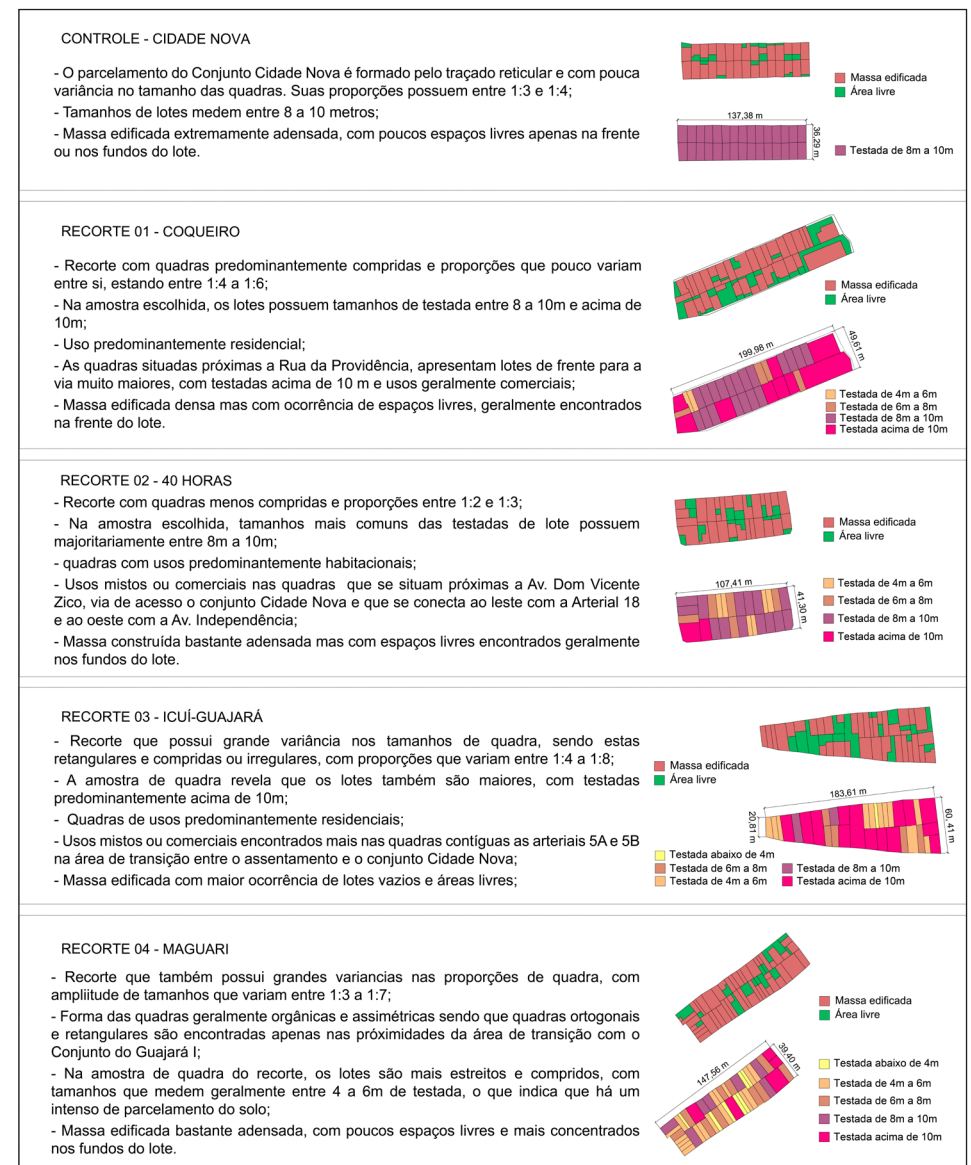 CONTROLE - CIDADE NOVA
- O parcelamento do Conjunto Cidade Nova é formado pelo traçado reticular e com pouca
variância no tamanho das quadras. Suas proporções possuem entre 1:3 e 1:4;
- Tamanhos de lotes medem entre 8 a 10 metros;
- Massa edificada extremamente adensada, com poucos espaços livres apenas na frente
ou nos fundos do lote.
Massa edificada
Área livre
137,38 m
36,29 m
Testada de 8m a 10m
RECORTE 01 - COQUEIRO
- Recorte com quadras predominantemente compridas e proporções que pouco variam
entre si, estando entre 1:4 a 1:6;
- Na amostra escolhida, os lotes possuem tamanhos de testada entre 8 a 10m e acima de
10m;
- Uso predominantemente residencial;
- As quadras situadas próximas a Rua da Providência, apresentam lotes de frente para a
via muito maiores, com testadas acima de 10 m e usos geralmente comerciais;
- Massa edificada densa mas com ocorrência de espaços livres, geralmente encontrados
na frente do lote.
Massa edificada
Área livre
199,98 m
49,61 m
Testada de 4m a 6m
Testada de 6m a 8m
Testada de 8m a 10m
Testada acima de 10m
RECORTE 02 - 40 HORAS
- Recorte com quadras menos compridas e proporções entre 1:2 e 1:3;
- Na amostra escolhida, tamanhos mais comuns das testadas de lote possuem
majoritariamente entre 8m a 10m;
- quadras com usos predominantemente habitacionais;
- Usos mistos ou comerciais nas quadras que se situam próximas a Av. Dom Vicente
Zico, via de acesso o conjunto Cidade Nova e que se conecta ao leste com a Arterial 18
e ao oeste com a Av. Independência;
- Massa construída bastante adensada mas com espaços livres encontrados geralmente
nos fundos do lote.
Massa edificada
Área livre
107,41 m
41,30 m
Testada de 4m a 6m
Testada de 6m a 8m
Testada de 8m a 10m
Testada acima de 10m
RECORTE 03 - ICUÍ-GUAJARÁ
- Recorte que possui grande variância nos tamanhos de quadra, sendo estas
retangulares e compridas ou irregulares, com proporções que variam entre 1:4 a 1:8;
- A amostra de quadra revela que os lotes também são maiores, com testadas
predominantemente acima de 10m;
- Quadras de usos predominantemente residenciais;
- Usos mistos ou comerciais encontrados mais nas quadras contíguas as arteriais 5A e 5B
na área de transição entre o assentamento e o conjunto Cidade Nova;
- Massa edificada com maior ocorrência de lotes vazios e áreas livres;
Massa edificada
Área livre
183,61 m
20,81 m
60,41 m
Testada abaixo de 4m
Testada de 6m a 8m
Testada de 4m a 6m
Testada de 8m a 10m
Testada acima de 10m
RECORTE 04 - MAGUARI
- Recorte que também possui grandes variancias nas proporções de quadra, com
ampliitude de tamanhos que variam entre 1:3 a 1:7;
- Forma das quadras geralmente orgânicas e assimétricas sendo que quadras ortogonais
e retangulares são encontradas apenas nas próximidades da área de transição com o
Conjunto do Guajará I;
- Na amostra de quadra do recorte, os lotes são mais estreitos e compridos, com
tamanhos que medem geralmente entre 4 a 6m de testada, o que indica que há um
intenso de parcelamento do solo;
- Massa edificada bastante adensada, com poucos espaços livres e mais concentrados
nos fundos do lote.
Massa edificada
Área livre
147,56 m
39,40 m
Testada abaixo de 4m
Testada de 4m a 6m
Testada de 6m a 8m
Testada de 8m a 10m
Testada acima de 10m